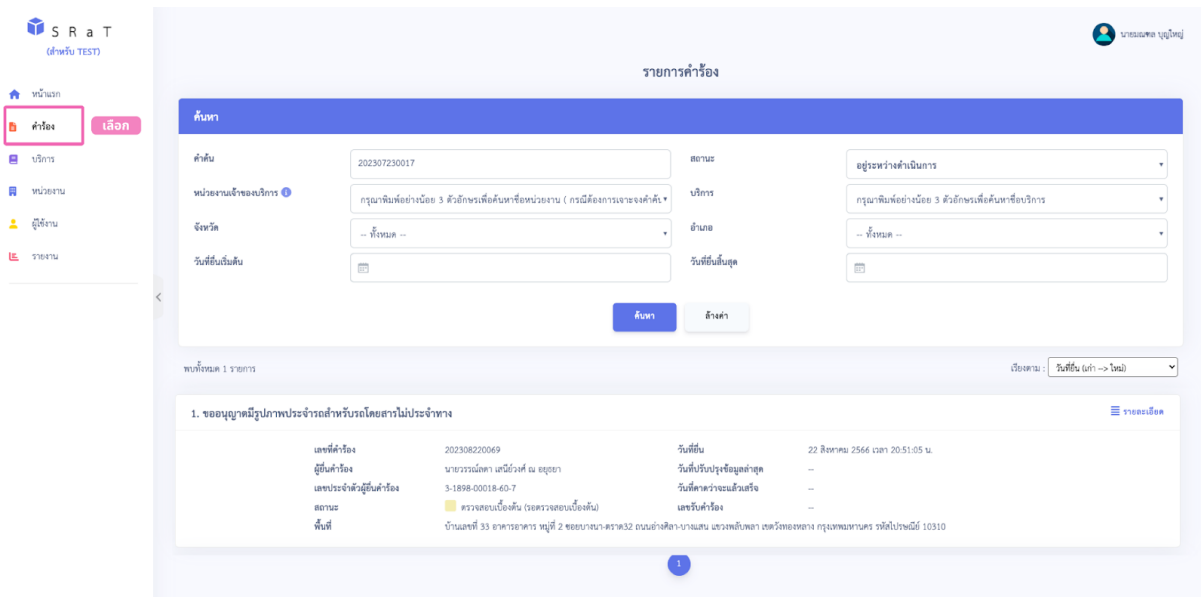 S R a T
(สำหรับ TEST)
นายมณฑล บุญใหญ่
รายการคำร้อง
หน้าแรก
คำร้อง
เลือก
บริการ
หน่วยงาน
ผู้ใช้งาน
รายงาน
ค้นหา
คำค้น 202307230017 สถานะ อยู่ระหว่างดำเนินการ
หน่วยงานเจ้าของบริการ กรุณาพิมพ์อย่างน้อย 3 ตัวอักษรเพื่อค้นหาชื่อหน่วยงาน ( กรณีต้องการเจาะจงคำค้น บริการ กรุณาพิมพ์อย่างน้อย 3 ตัวอักษรเพื่อค้นหาชื่อบริการ
จังหวัด -- ทั้งหมด -- อำเภอ -- ทั้งหมด --
วันที่ยื่นเริ่มต้น วันที่ยื่นสิ้นสุด
ค้นหา ล้างค่า
พบทั้งหมด 1 รายการ เรียงตาม : วันที่ยื่น (เก่า --> ใหม่)
1. ขออนุญาตมีรูปภาพประจำรถสำหรับรถโดยสารไม่ประจำทาง รายละเอียด
เลขที่คำร้อง 202308220069 วันที่ยื่น 22 สิงหาคม 2566 เวลา 20:51:05 น.
ผู้ยื่นคำร้อง นายวรรณ์ลดา เสนีย์วงศ์ ณ อยุธยา วันที่ปรับปรุงข้อมูลล่าสุด --
เลขประจำตัวผู้ยื่นคำร้อง 3-1898-00018-60-7 วันที่คาดว่าจะแล้วเสร็จ --
สถานะ ตรวจสอบเบื้องต้น (รอตรวจสอบเบื้องต้น) เลขรับคำร้อง --
พื้นที่ บ้านเลขที่ 33 อาคารอาคาร หมู่ที่ 2 ซอยบางนา-ตราด32 ถนนอ่างศิลา-บางแสน แขวงพลับพลา เขตวังทองหลาง กรุงเทพมหานคร รหัสไปรษณีย์ 10310
1